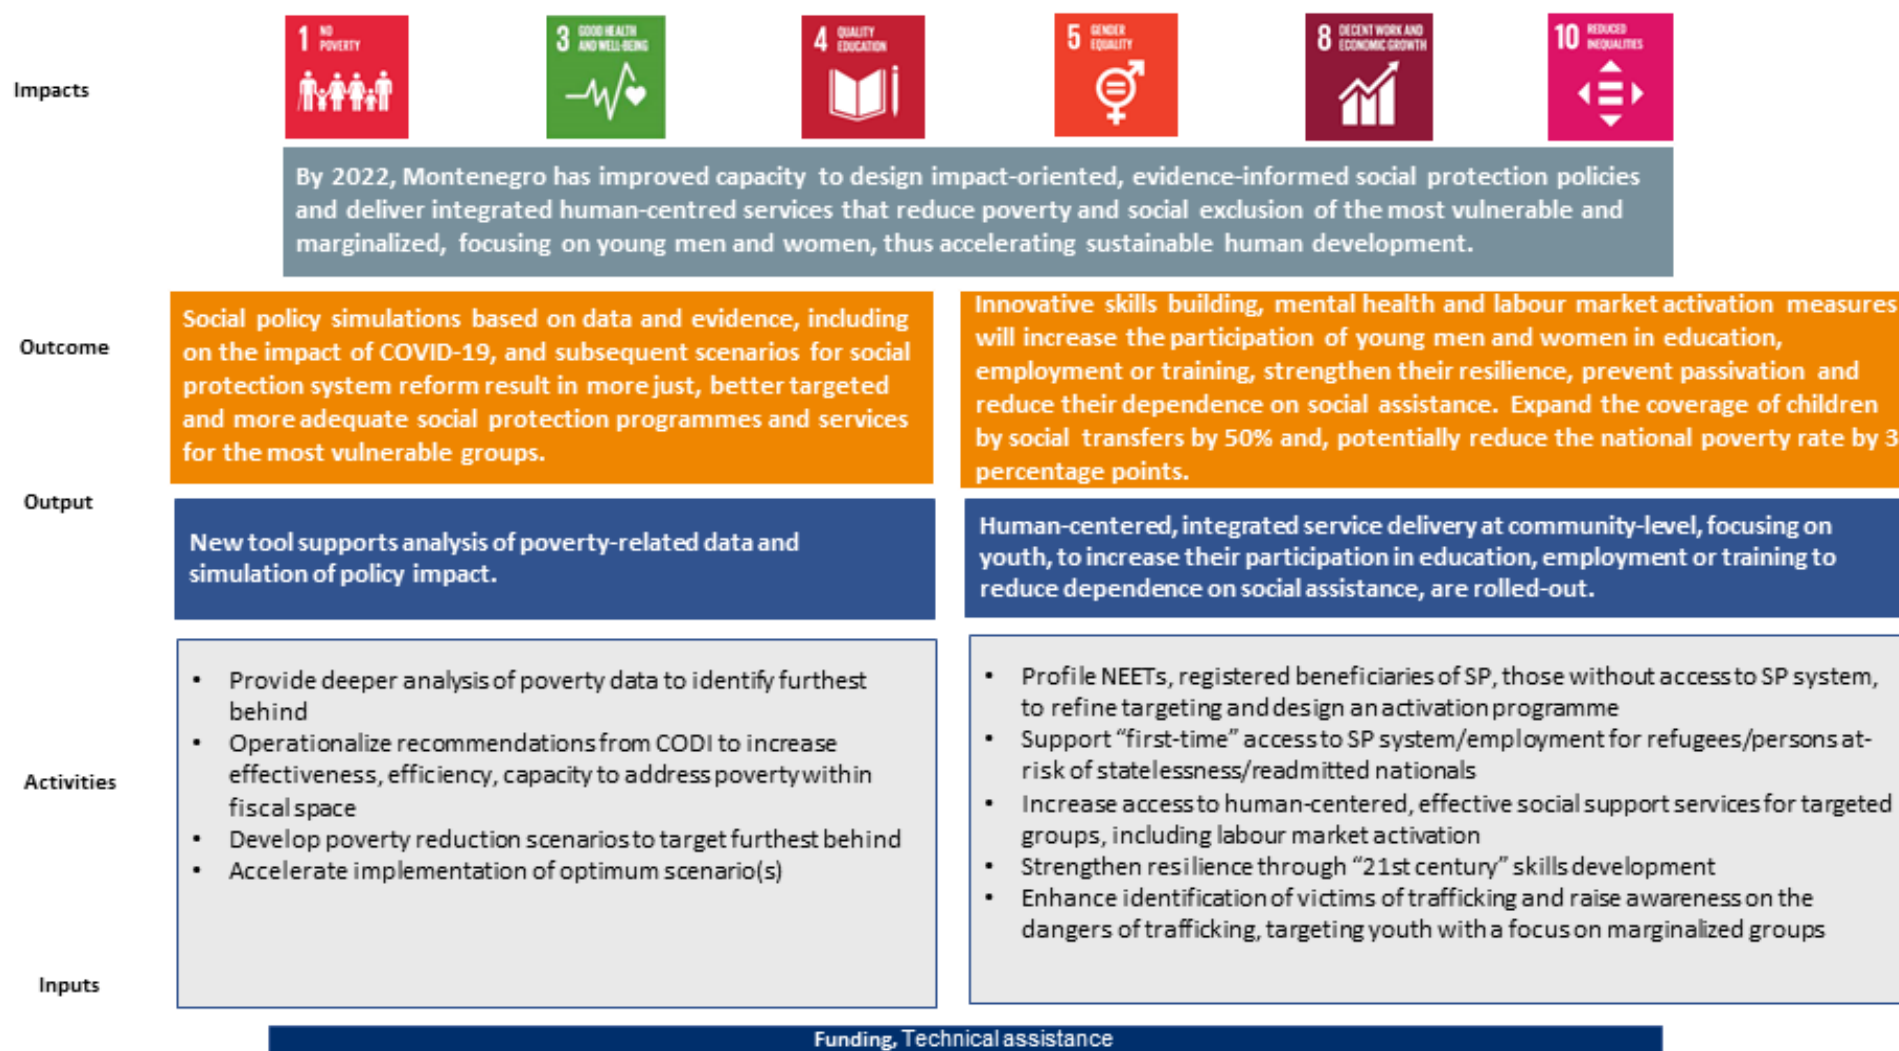 1 NO POVERTY
3 GOOD HEALTH AND WELL-BEING
4 QUALITY EDUCATION
5 GENDER EQUALITY
8 DECENT WORK AND ECONOMIC GROWTH
10 REDUCED INEQUALITIES
Impacts
By 2022, Montenegro has improved capacity to design impact-oriented, evidence-informed social protection policies
and deliver integrated human-centred services that reduce poverty and social exclusion of the most vulnerable and
marginalized, focusing on young men and women, thus accelerating sustainable human development.
Outcome
Social policy simulations based on data and evidence, including
on the impact of COVID-19, and subsequent scenarios for social
protection system reform result in more just, better targeted
and more adequate social protection programmes and services
for the most vulnerable groups.
Innovative skills building, mental health and labour market activation measures
will increase the participation of young men and women in education,
employment or training, strengthen their resilience, prevent passivation and
reduce their dependence on social assistance. Expand the coverage of children
by social transfers by 50% and, potentially reduce the national poverty rate by 3
percentage points.
Output
New tool supports analysis of poverty-related data and
simulation of policy impact.
Human-centered, integrated service delivery at community-level, focusing on
youth, to increase their participation in education, employment or training to
reduce dependence on social assistance, are rolled-out.
Activities
• Provide deeper analysis of poverty data to identify furthest
behind
• Operationalize recommendations from CODI to increase
effectiveness, efficiency, capacity to address poverty within
fiscal space
• Develop poverty reduction scenarios to target furthest behind
• Accelerate implementation of optimum scenario(s)
• Profile NEETs, registered beneficiaries of SP, those without access to SP system,
to refine targeting and design an activation programme
• Support “first-time” access to SP system/employment for refugees/persons at-
risk of statelessness/readmitted nationals
• Increase access to human-centered, effective social support services for targeted
groups, including labour market activation
• Strengthen resilience through “21st century” skills development
• Enhance identification of victims of trafficking and raise awareness on the
dangers of trafficking, targeting youth with a focus on marginalized groups
Inputs
Funding, Technical assistance